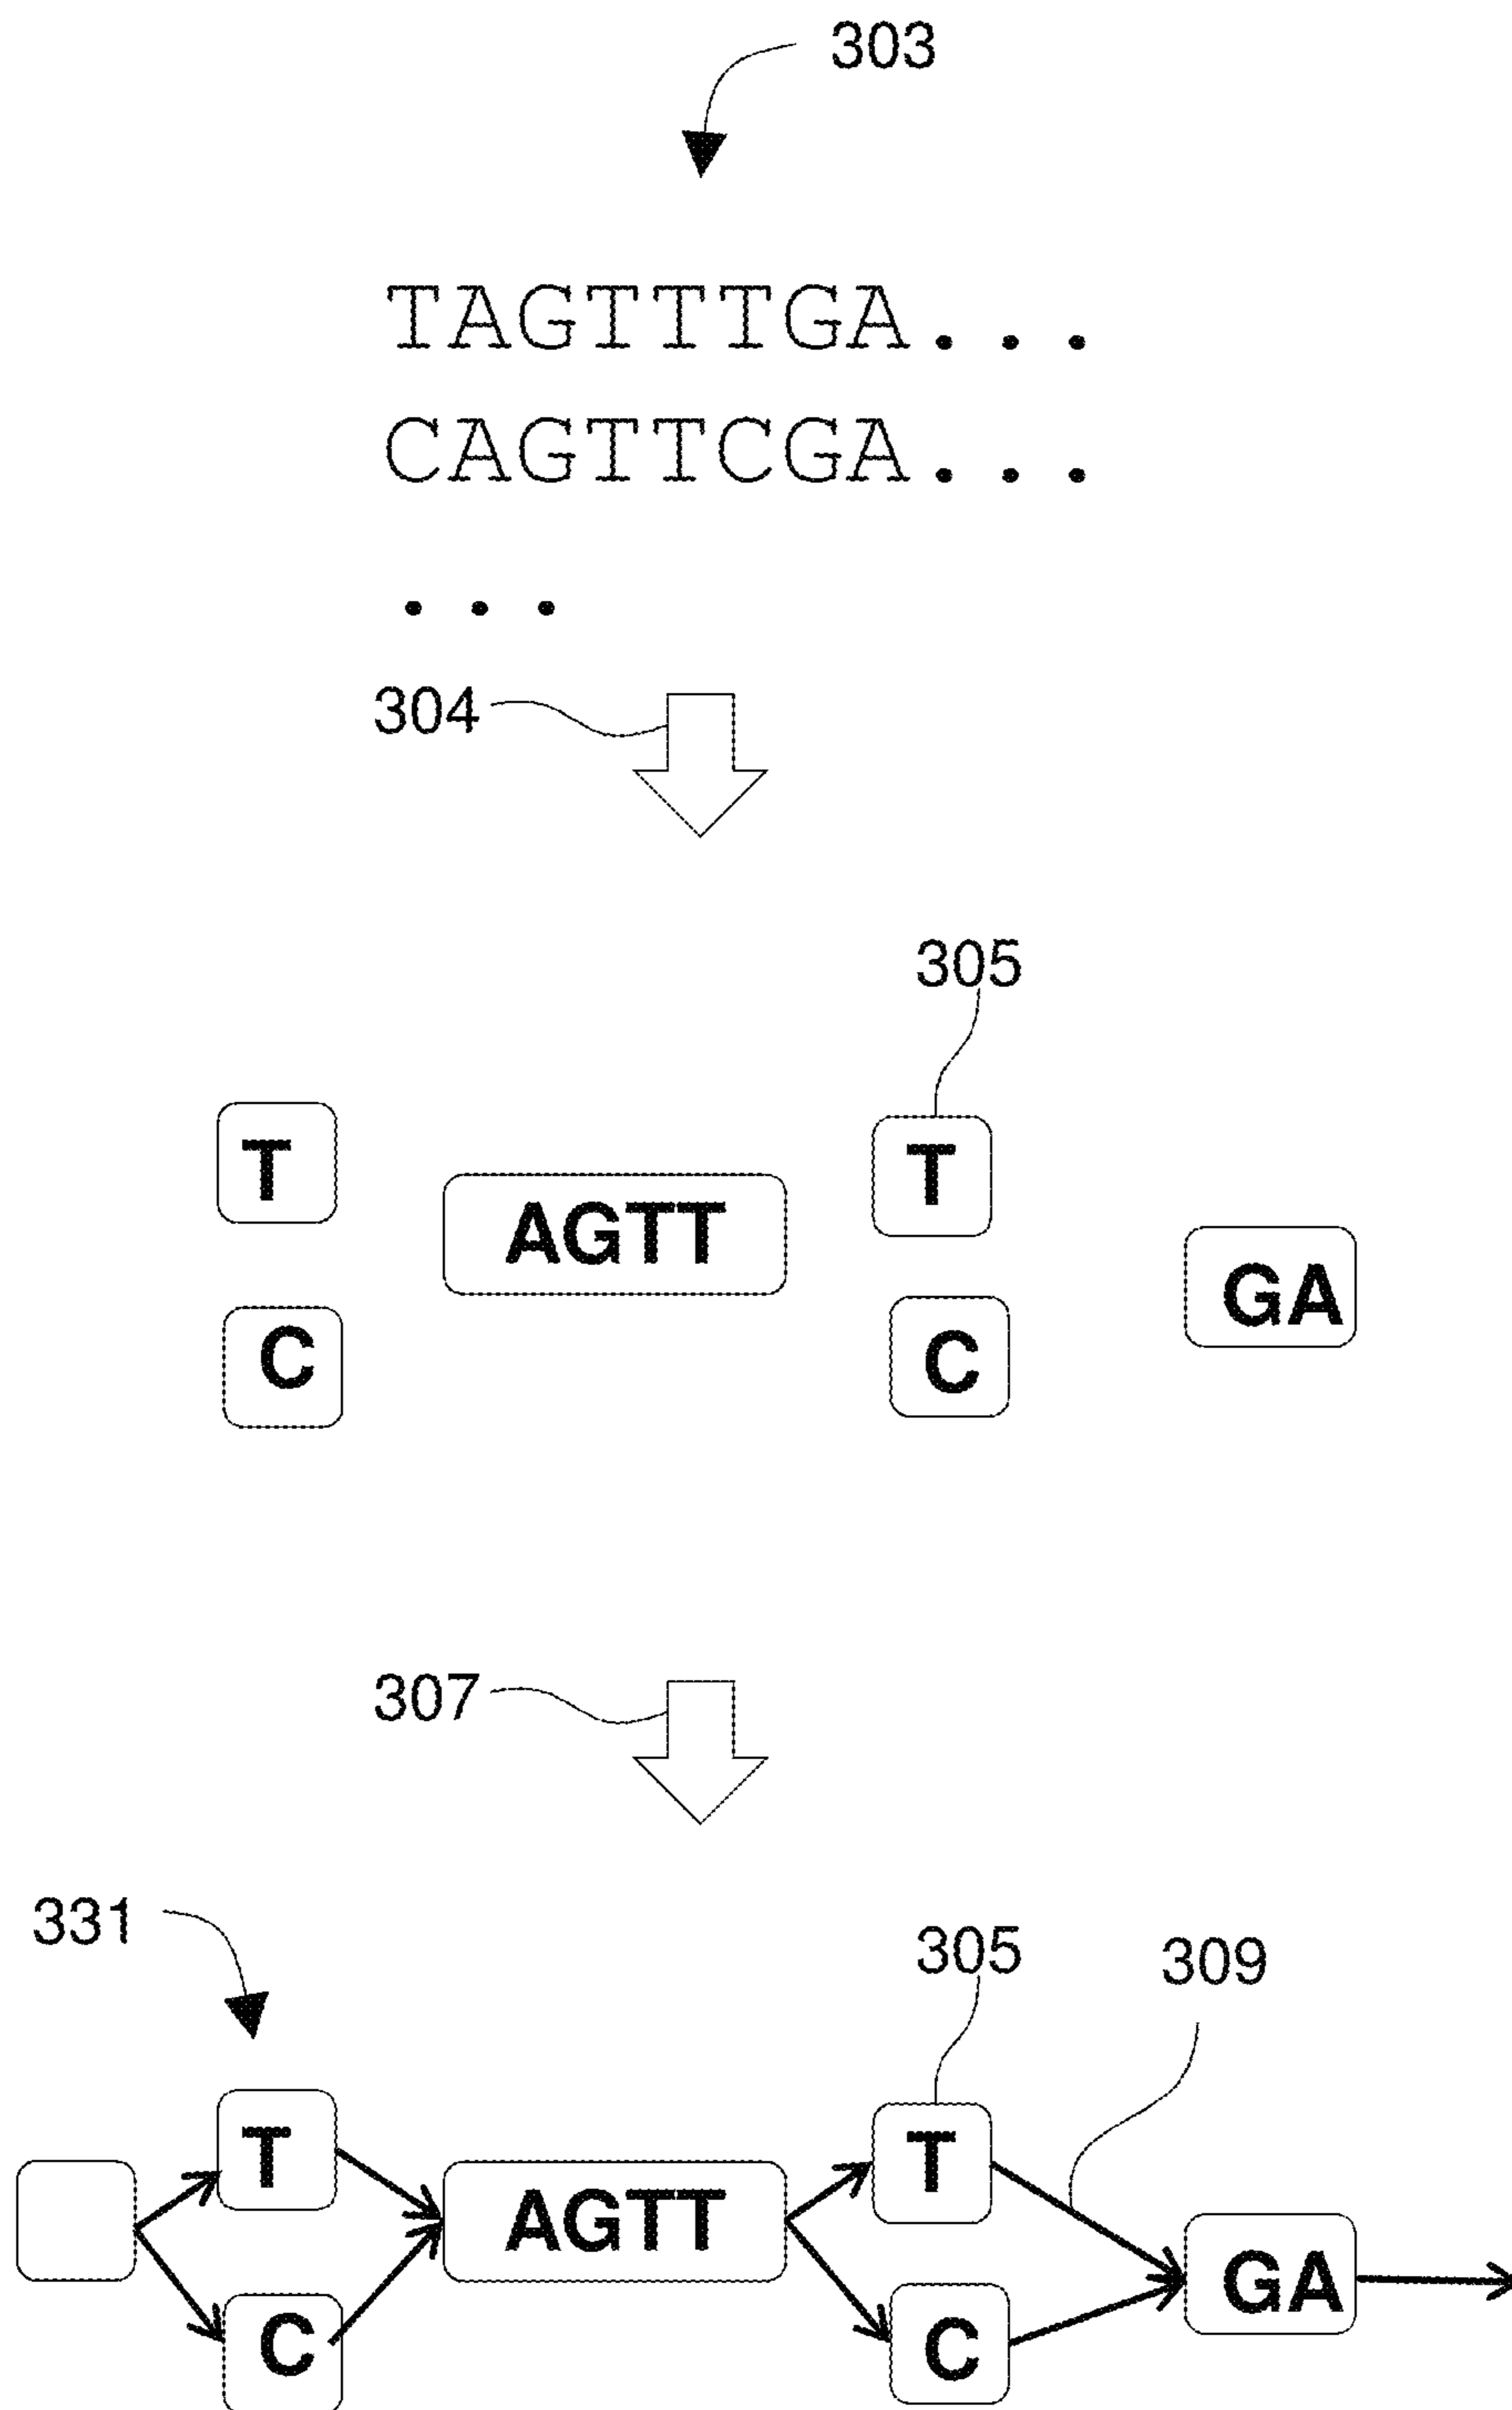 303
TAGTTTGA...
CAGTTCGA...
...
304
305
T T
AGTT
GA
C C
307
331 305 309
T T
AGTT
GA
C C